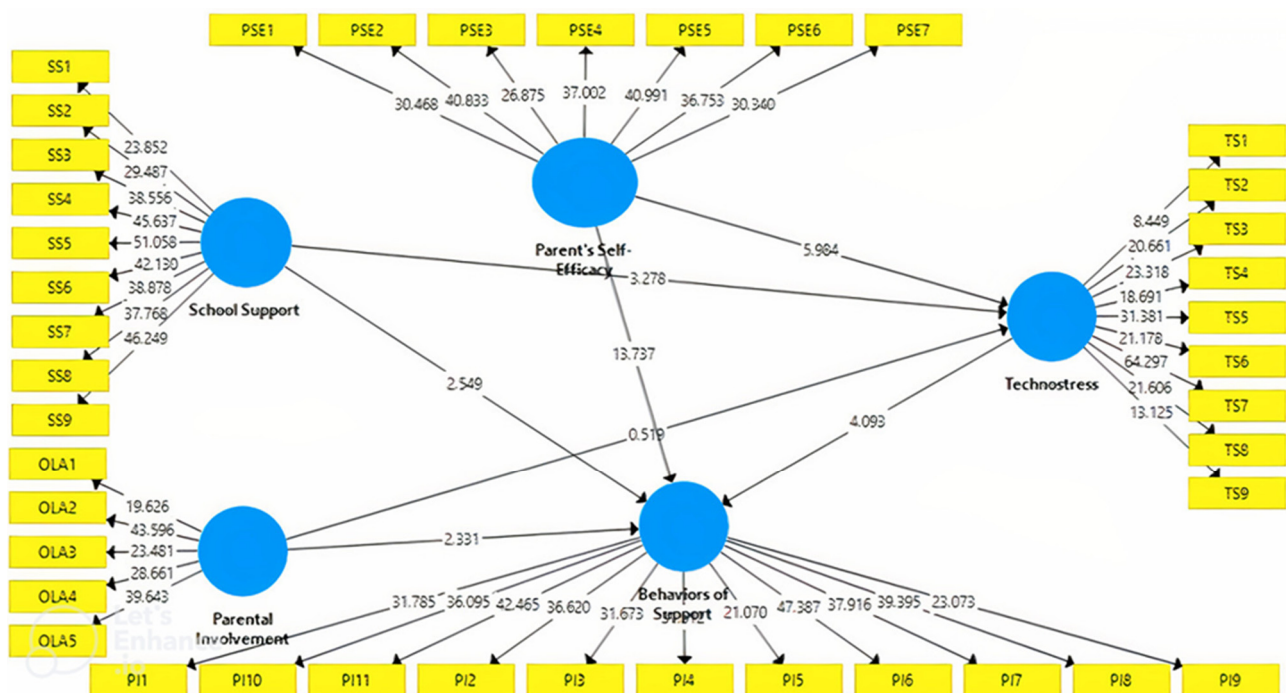 PSE1 PSE2 PSE3 PSE4 PSE5 PSE6 PSE7
30.468 40.833 26.875 37.002 40.991 36.753 30.340
SS1
SS2
SS3
SS4
SS5
SS6
SS7
SS8
SS9
23.852
29.487
38.556
45.637
51.058
42.130
38.878
37.768
46.249
School Support
Parent's Self-
Efficacy
5.984
3.278
13.737
2.549
0.519
4.093
2.331
TS1
TS2
TS3
TS4
TS5
TS6
TS7
TS8
TS9
8.449
20.661
23.318
18.691
31.381
21.178
64.297
21.606
13.125
Technostress
OLA1
OLA2
OLA3
OLA4
OLA5
19.626
43.596
23.481
28.661
39.643
Parental
Involvement
Behaviors of
Support
31.785 36.095 42.465 36.620 31.673 21.070 47.387 37.916 39.395 23.073
PI1 PI10 PI11 PI2 PI3 PI4 PI5 PI6 PI7 PI8 PI9
Let's
Enhance
.io